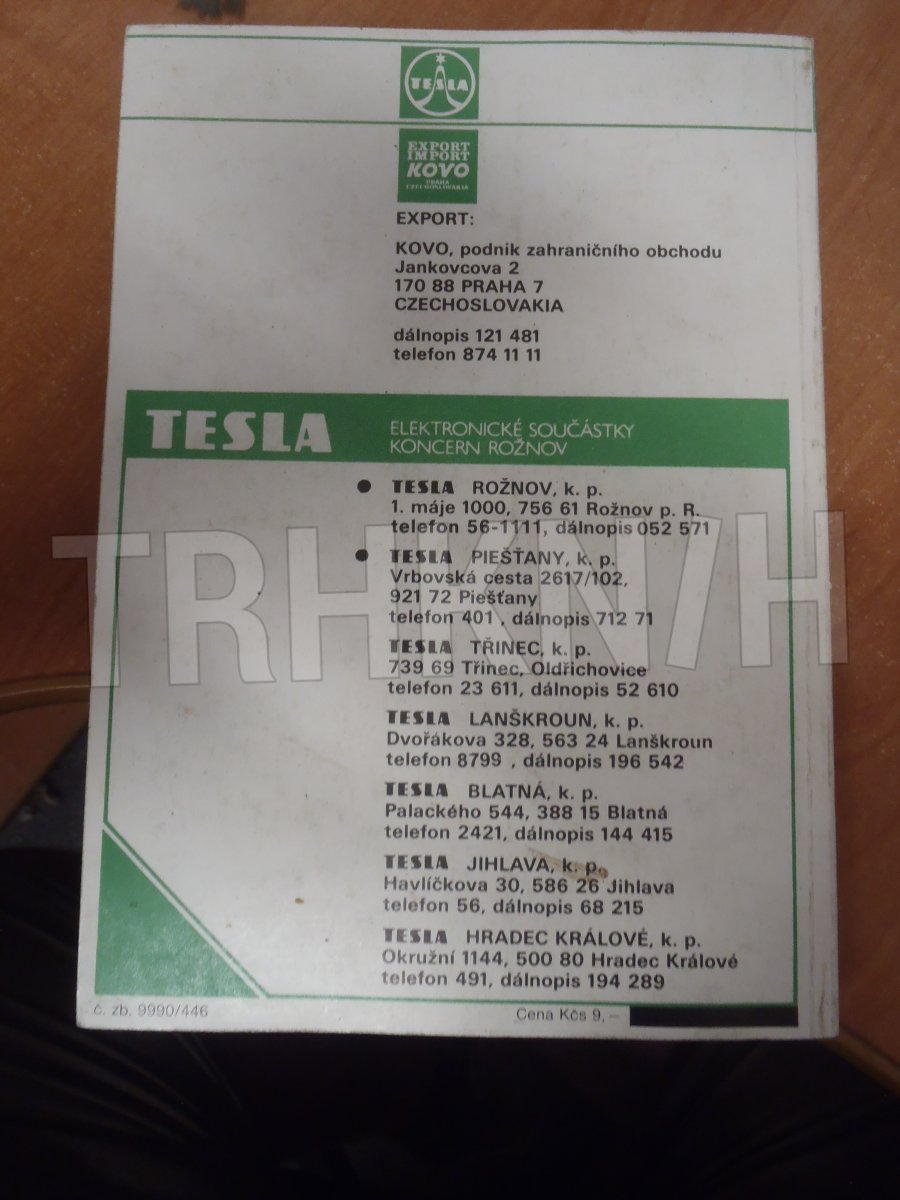 TESLA
EXPORT
IMPORT
KOVO
PRAHA
CZECHOSLOVAKIA
EXPORT:
KOVO, podnik zahraničního obchodu
Jankovcova 2
170 88 PRAHA 7
CZECHOSLOVAKIA
dálnopis 121 481
telefon 874 11 11
TESLA ELEKTRONICKÉ SOUČÁSTKY
KONCERN ROŽNOV
● TESLA ROŽNOV, k. p.
1. máje 1000, 756 61 Rožnov p. R.
telefon 56-1111, dálnopis 052 571
● TESLA PIEŠŤANY, k. p.
Vrbovská cesta 2617/102,
921 72 Piešťany
telefon 401 , dálnopis 712 71
TESLA TŘINEC, k. p.
739 69 Třinec, Oldřichovice
telefon 23 611, dálnopis 52 610
TESLA LANŠKROUN, k. p.
Dvořákova 328, 563 24 Lanškroun
telefon 8799 , dálnopis 196 542
TESLA BLATNÁ, k. p.
Palackého 544, 388 15 Blatná
telefon 2421, dálnopis 144 415
TESLA JIHLAVA, k. p.
Havlíčkova 30, 586 26 Jihlava
telefon 56, dálnopis 68 215
TESLA HRADEC KRÁLOVÉ, k. p.
Okružní 1144, 500 80 Hradec Králové
telefon 491, dálnopis 194 289
č. zb. 9990/446
Cena Kčs 9,–
TRHKNIH